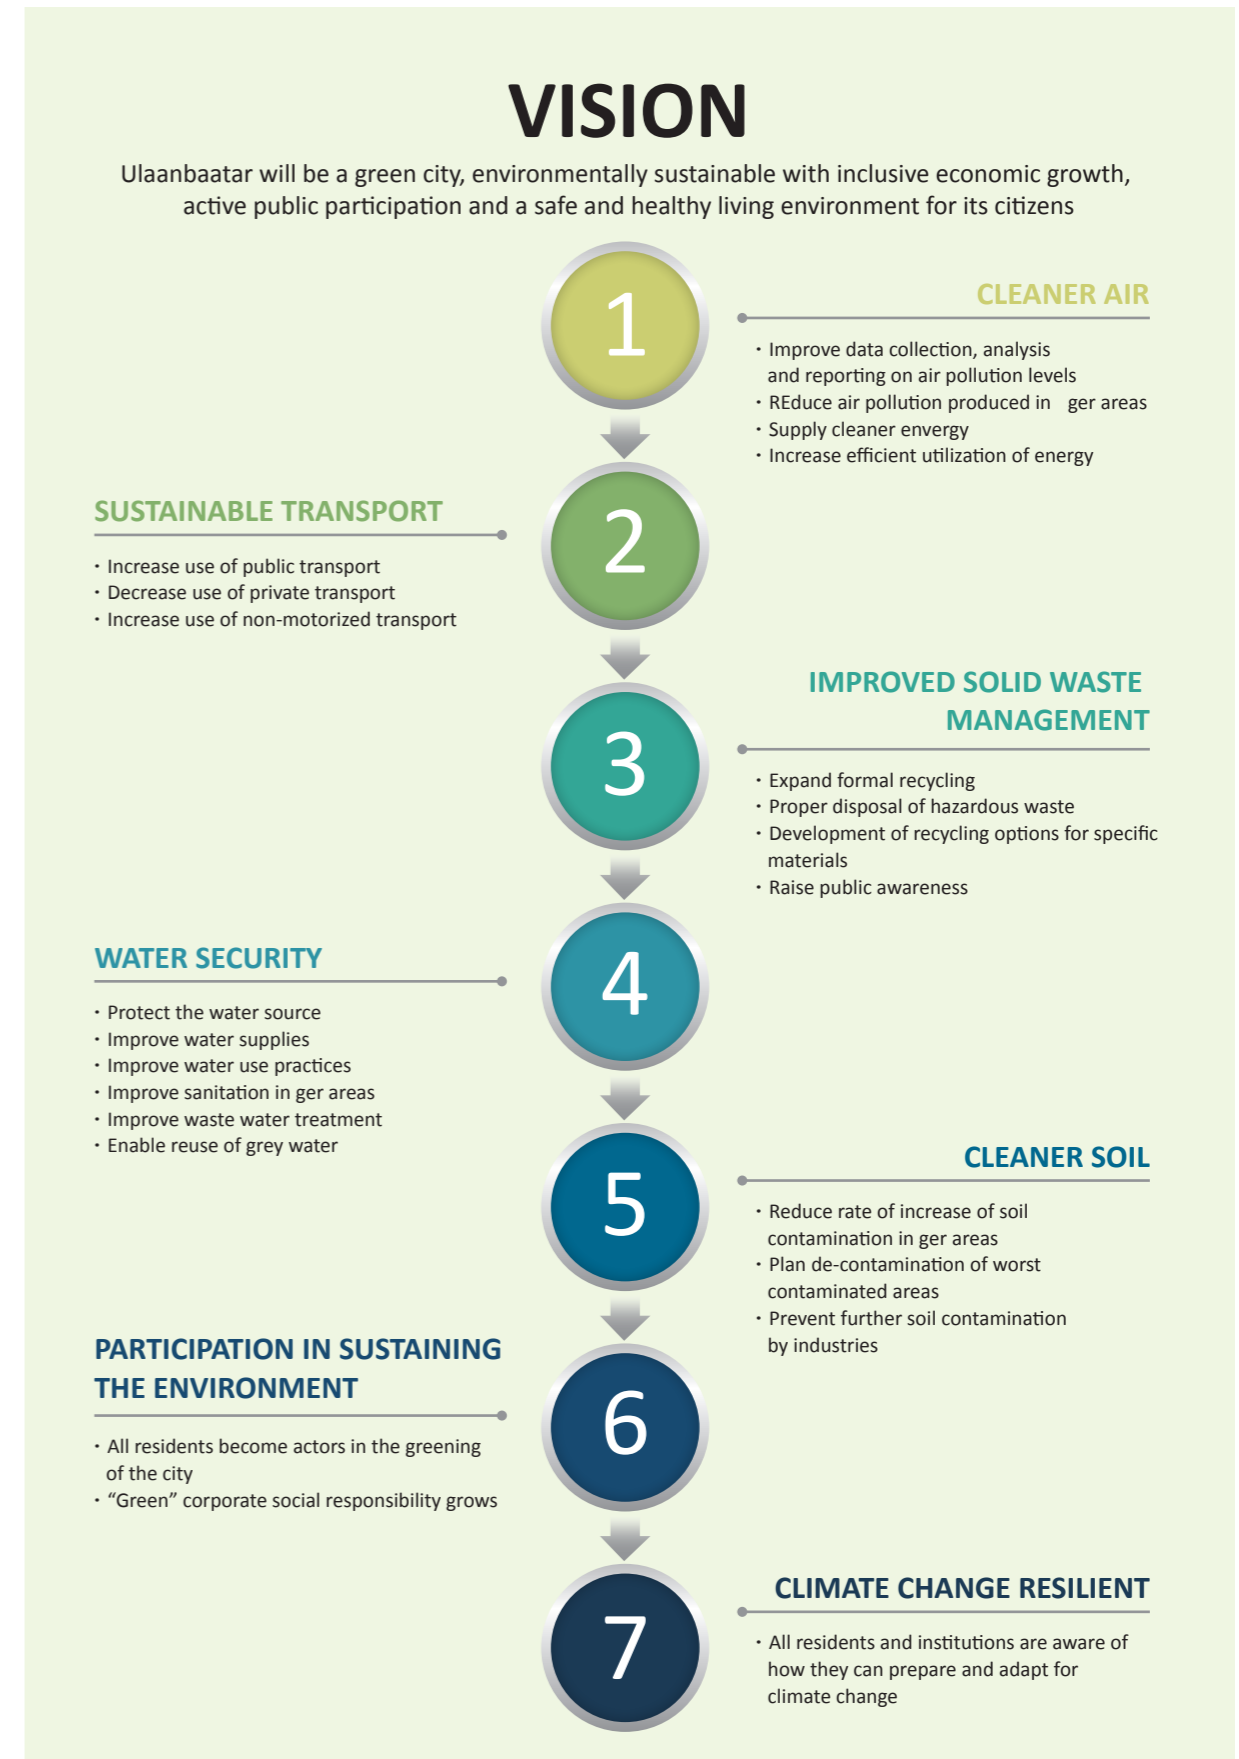 VISION
Ulaanbaatar will be a green city, environmentally sustainable with inclusive economic growth,
active public participation and a safe and healthy living environment for its citizens
1
CLEANER AIR
· Improve data collection, analysis
and reporting on air pollution levels
· REduce air pollution produced in ger areas
· Supply cleaner envergy
· Increase efficient utilization of energy
2
SUSTAINABLE TRANSPORT
· Increase use of public transport
· Decrease use of private transport
· Increase use of non-motorized transport
3
IMPROVED SOLID WASTE
MANAGEMENT
· Expand formal recycling
· Proper disposal of hazardous waste
· Development of recycling options for specific
materials
· Raise public awareness
4
WATER SECURITY
· Protect the water source
· Improve water supplies
· Improve water use practices
· Improve sanitation in ger areas
· Improve waste water treatment
· Enable reuse of grey water
5
CLEANER SOIL
· Reduce rate of increase of soil
contamination in ger areas
· Plan de-contamination of worst
contaminated areas
· Prevent further soil contamination
by industries
6
PARTICIPATION IN SUSTAINING
THE ENVIRONMENT
· All residents become actors in the greening
of the city
· “Green” corporate social responsibility grows
7
CLIMATE CHANGE RESILIENT
· All residents and institutions are aware of
how they can prepare and adapt for
climate change